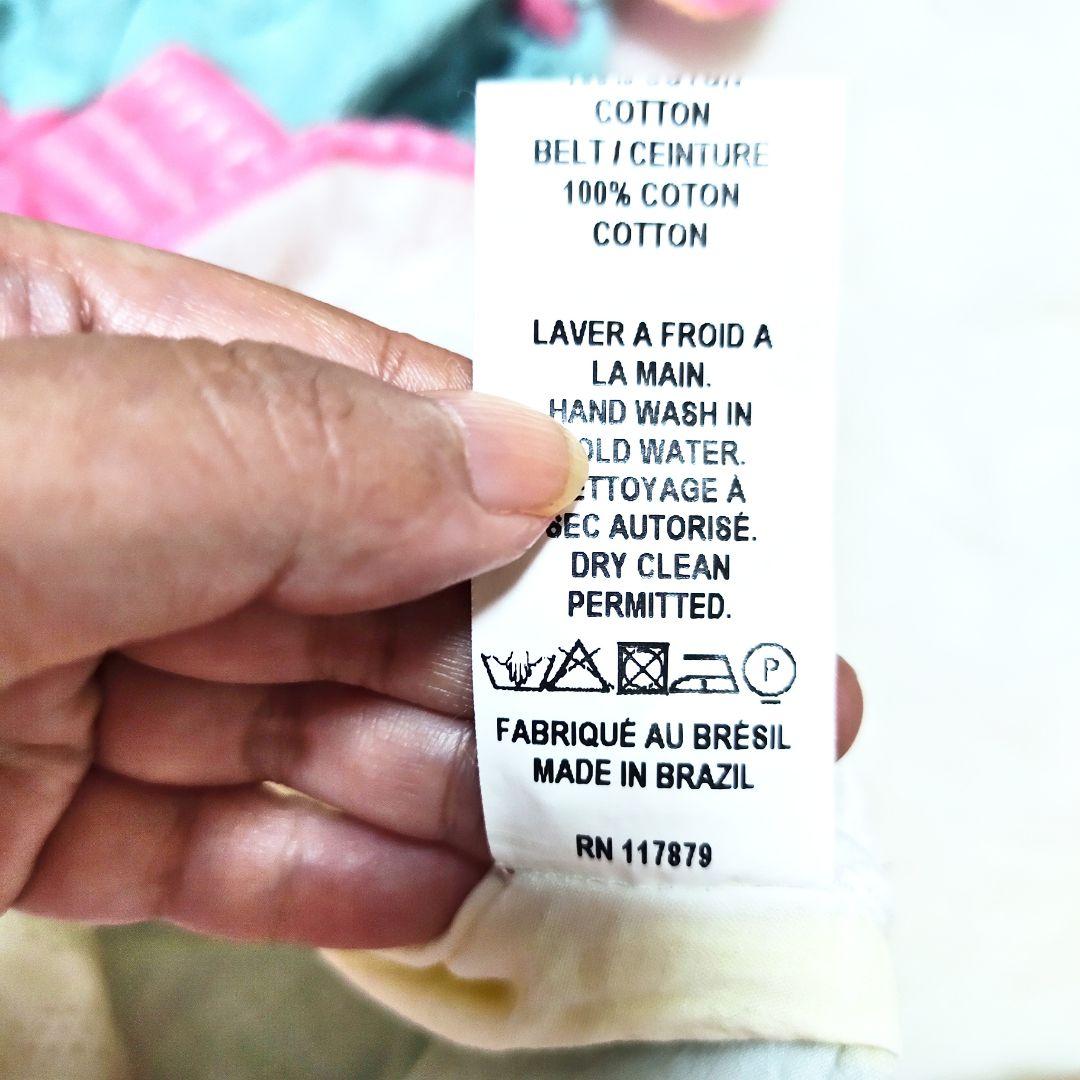 COTTON
BELT / CEINTURE
100% COTON
COTTON
LAVER A FROID A
LA MAIN.
HAND WASH IN
OLD WATER.
ETTOYAGE À
SEC AUTORISÉ.
DRY CLEAN
PERMITTED.
P
FABRIQUÉ AU BRÉSIL
MADE IN BRAZIL
RN 117879